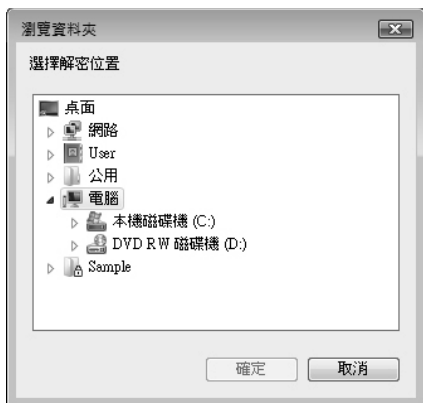 瀏覽資料夾
選擇解密位置
桌面
網路
User
公用
電腦
本機磁碟機 (C:)
DVD RW 磁碟機 (D:)
Sample
確定 取消